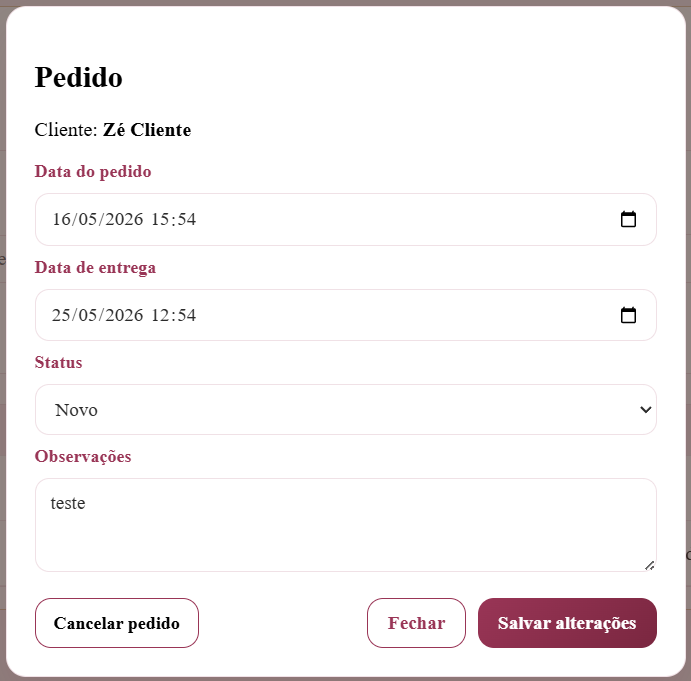 Pedido
Cliente: Zé Cliente
Data do pedido
16/05/2026 15:54
Data de entrega
25/05/2026 12:54
Status
Novo
Observações
teste
Cancelar pedido Fechar Salvar alterações